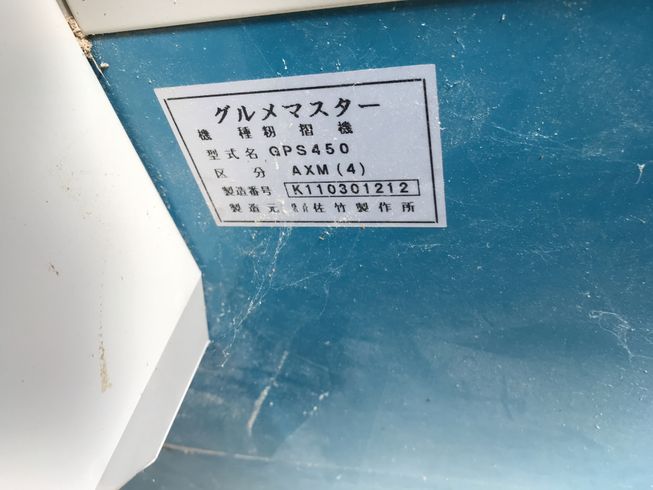 グルメマスター
機種籾摺機
型式名 GPS450
区分 AXM(4)
製造番号 K110301212
製造元 ㈱佐竹製作所